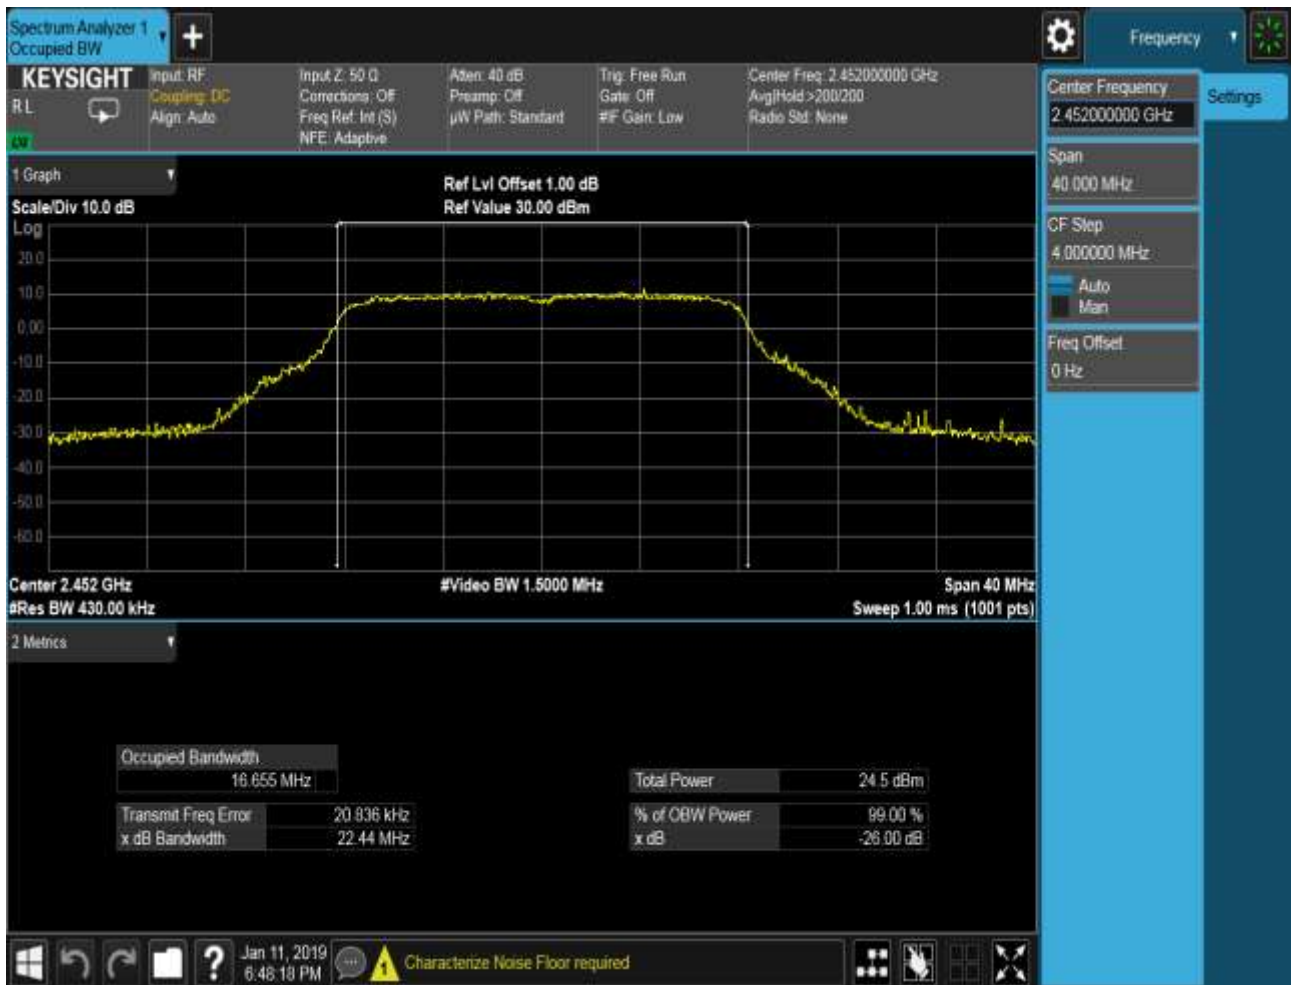 Spectrum Analyzer 1
Occupied BW
Frequency
KEYSIGHT
R L
Input: RF
Coupling: DC
Align: Auto
Input Z: 50 Ω
Corrections: Off
Freq Ref: Int (S)
NFE: Adaptive
Atten: 40 dB
Preamp: Off
µW Path: Standard
Trig: Free Run
Gate: Off
#IF Gain: Low
Center Freq: 2.452000000 GHz
Avg|Hold >200/200
Radio Std: None
Center Frequency
2.452000000 GHz
Settings
Span
40.000 MHz
CF Step
4.000000 MHz
Auto
Man
Freq Offset
0 Hz
1 Graph
Scale/Div 10.0 dB
Ref Lvl Offset 1.00 dB
Ref Value 30.00 dBm
Log
20.0
10.0
0.00
-10.0
-20.0
-30.0
-40.0
-50.0
-60.0
Center 2.452 GHz
#Video BW 1.5000 MHz
Span 40 MHz
#Res BW 430.00 kHz
Sweep 1.00 ms (1001 pts)
2 Metrics
Occupied Bandwidth
16.655 MHz
Total Power 24.5 dBm
Transmit Freq Error 20.836 kHz
% of OBW Power 99.00 %
x dB Bandwidth 22.44 MHz
x dB -26.00 dB
?
Jan 11, 2019
6:48:18 PM
1
Characterize Noise Floor required